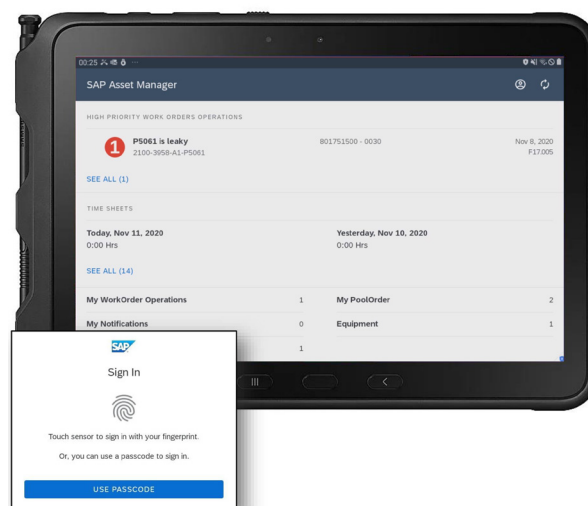 00:25
SAP Asset Manager
HIGH PRIORITY WORK ORDERS OPERATIONS
1 P5061 is leaky 801751500 - 0030 Nov 8, 2020
2100-3958-A1-P5061 F17.005
SEE ALL (1)
TIME SHEETS
Today, Nov 11, 2020 Yesterday, Nov 10, 2020
0:00 Hrs 0:00 Hrs
SEE ALL (14)
My WorkOrder Operations 1 My PoolOrder 2
My Notifications 0 Equipment 1
1
SAP
Sign In
Touch sensor to sign in with your fingerprint.
Or, you can use a passcode to sign in.
USE PASSCODE